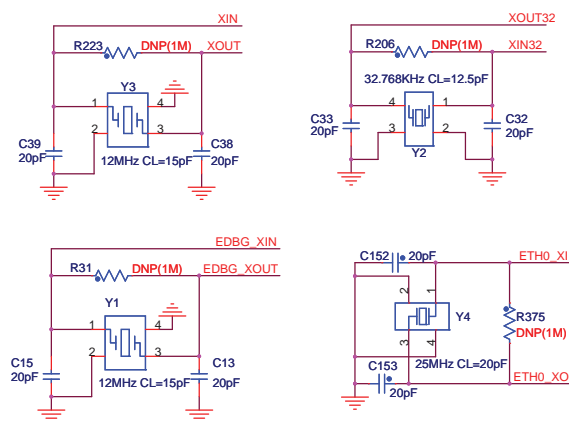 XIN
R223 DNP(1M) XOUT
Y3
1 4
2 3
C39
20pF
C38
20pF
12MHz CL=15pF
XOUT32
R206 DNP(1M) XIN32
32.768KHz CL=12.5pF
4 1
3 2
C33
20pF
C32
20pF
Y2
EDBG_XIN
R31 DNP(1M) EDBG_XOUT
Y1
1 4
2 3
C15
20pF
C13
20pF
12MHz CL=15pF
C152 20pF ETH0_XI
2 1
Y4
R375
DNP(1M)
3 4
25MHz CL=20pF
C153
20pF
ETH0_XO